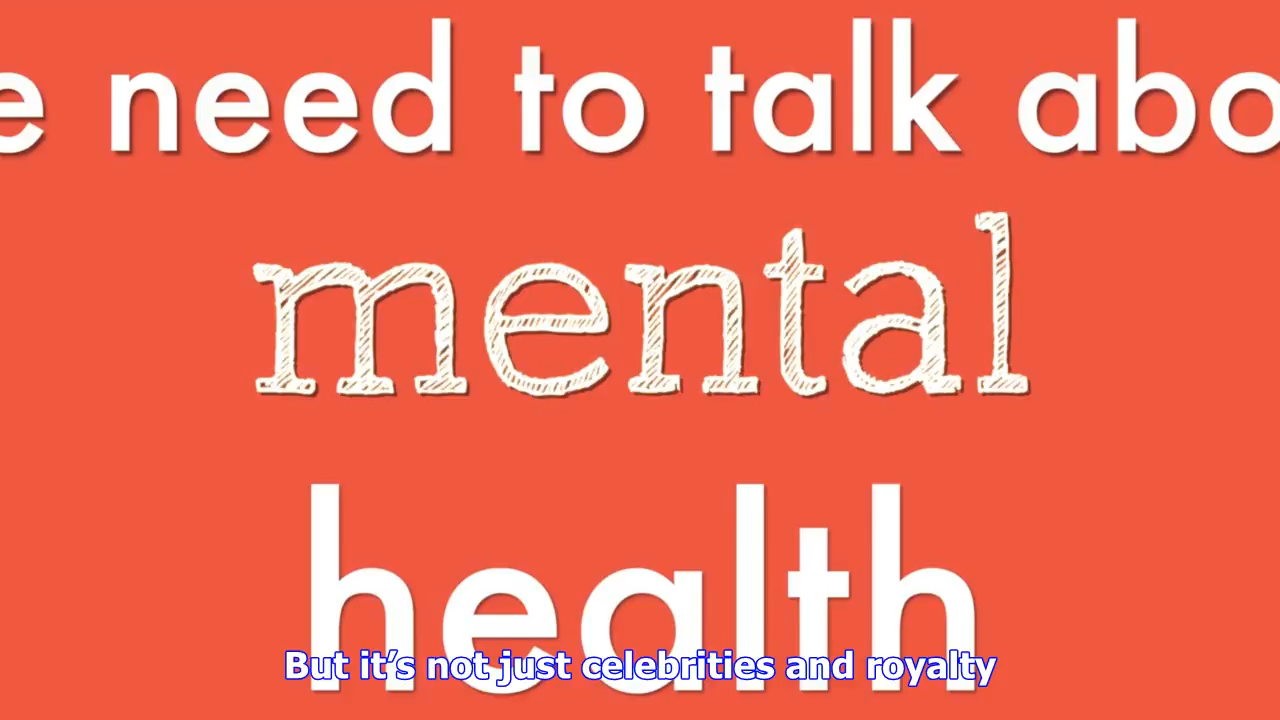 e need to talk abo
mental
health
But it’s not just celebrities and royalty